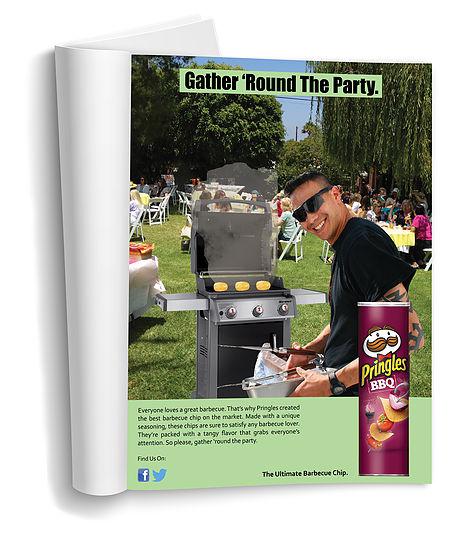 Gather ‘Round The Party.
Pringles
BBQ
Everyone loves a great barbecue. That's why Pringles created
the best barbecue chip on the market. Made with a unique
seasoning, these chips are sure to satisfy any barbecue lover.
They're packed with a tangy flavor that grabs everyone's
attention. So please, gather 'round the party.
Find Us On:
The Ultimate Barbecue Chip.